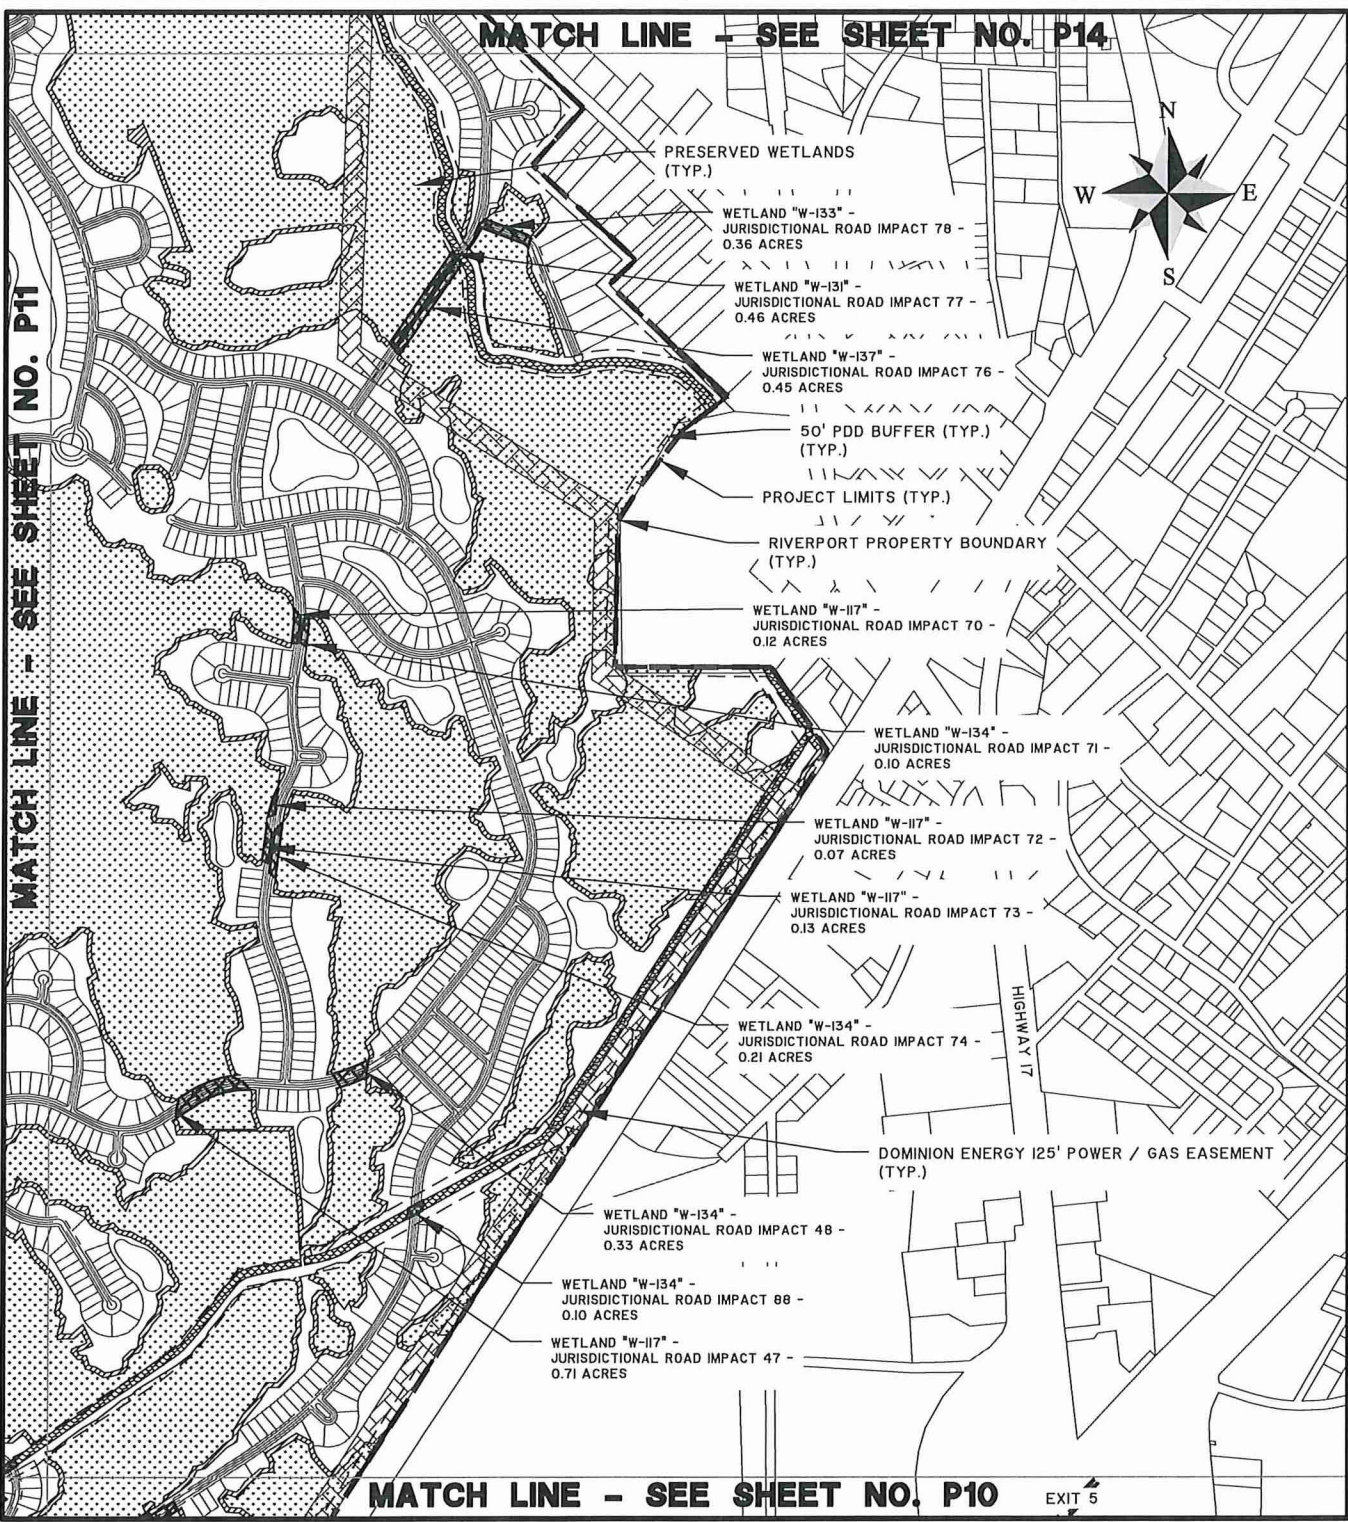 MATCH LINE - SEE SHEET NO. P14
N
W
E
S
PRESERVED WETLANDS
(TYP.)
WETLAND "W-133" -
JURISDICTIONAL ROAD IMPACT 78 -
0.36 ACRES
WETLAND "W-131" -
JURISDICTIONAL ROAD IMPACT 77 -
0.46 ACRES
WETLAND "W-137" -
JURISDICTIONAL ROAD IMPACT 76 -
0.45 ACRES
50' PDD BUFFER (TYP.)
(TYP.)
PROJECT LIMITS (TYP.)
RIVERPORT PROPERTY BOUNDARY
(TYP.)
MATCH LINE - SEE SHEET NO. P11
WETLAND "W-117" -
JURISDICTIONAL ROAD IMPACT 70 -
0.12 ACRES
WETLAND "W-134" -
JURISDICTIONAL ROAD IMPACT 71 -
0.10 ACRES
WETLAND "W-117" -
JURISDICTIONAL ROAD IMPACT 72 -
0.07 ACRES
WETLAND "W-117" -
JURISDICTIONAL ROAD IMPACT 73 -
0.13 ACRES
HIGHWAY 17
WETLAND "W-134" -
JURISDICTIONAL ROAD IMPACT 74 -
0.21 ACRES
DOMINION ENERGY 125' POWER / GAS EASEMENT
(TYP.)
WETLAND "W-134" -
JURISDICTIONAL ROAD IMPACT 48 -
0.33 ACRES
WETLAND "W-134" -
JURISDICTIONAL ROAD IMPACT 88 -
0.10 ACRES
WETLAND "W-117" -
JURISDICTIONAL ROAD IMPACT 47 -
0.71 ACRES
MATCH LINE - SEE SHEET NO. P10
EXIT 5